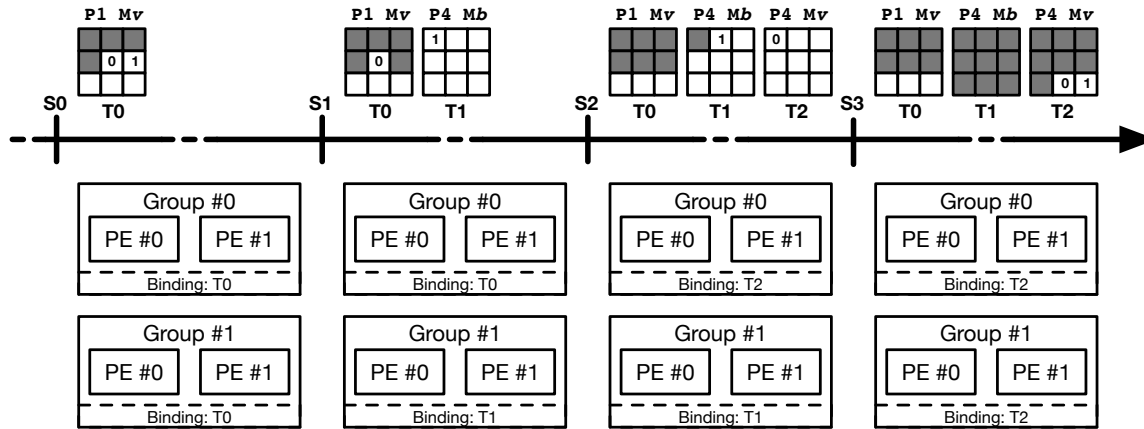 P1 Mv P1 Mv P4 Mb P1 Mv P4 Mb P4 Mv P1 Mv P4 Mb P4 Mv
1 1 0
0 1 0
0 1
S0 T0 S1 T0 T1 S2 T0 T1 T2 S3 T0 T1 T2
Group #0 Group #0 Group #0 Group #0
PE #0 PE #1 PE #0 PE #1 PE #0 PE #1 PE #0 PE #1
Binding: T0 Binding: T0 Binding: T2 Binding: T2
Group #1 Group #1 Group #1 Group #1
PE #0 PE #1 PE #0 PE #1 PE #0 PE #1 PE #0 PE #1
Binding: T0 Binding: T1 Binding: T1 Binding: T2